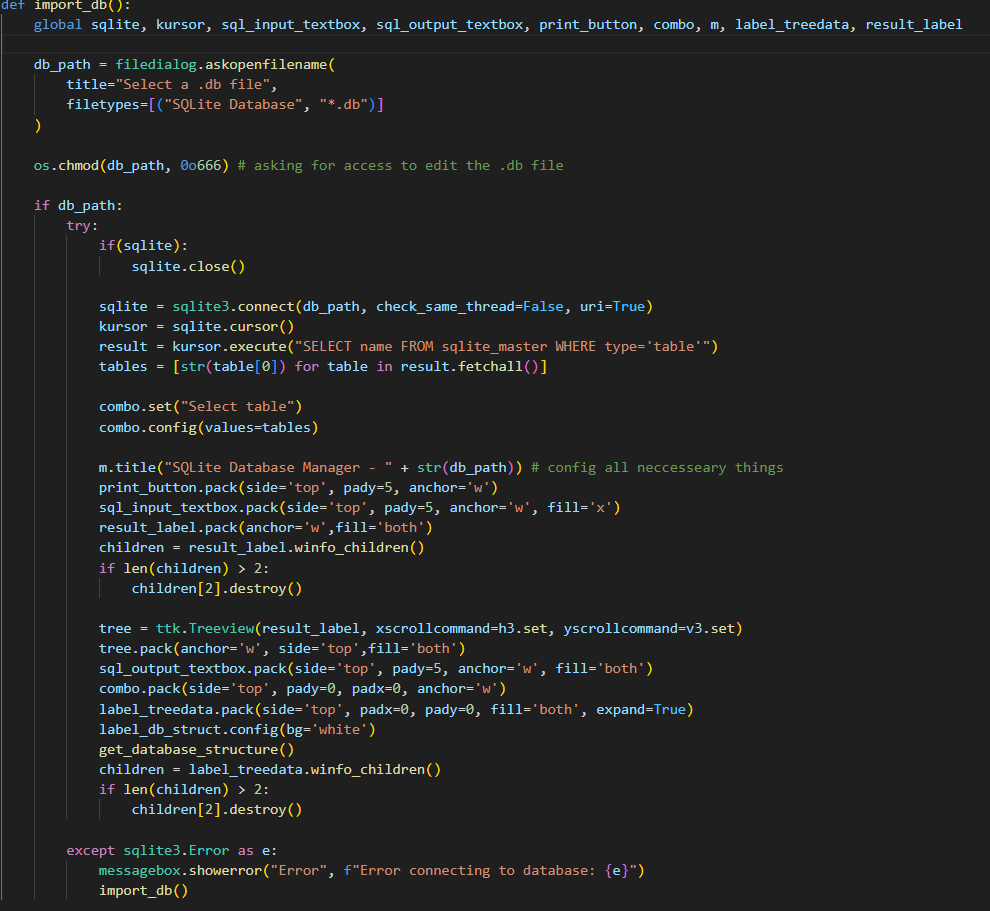 def import_db():
    global sqlite, kursor, sql_input_textbox, sql_output_textbox, print_button, combo, m, label_treedata, result_label

    db_path = filedialog.askopenfilename(
        title="Select a .db file",
        filetypes=[("SQLite Database", "*.db")]
    )

    os.chmod(db_path, 0o666) # asking for access to edit the .db file

    if db_path:
        try:
            if(sqlite):
                sqlite.close()

            sqlite = sqlite3.connect(db_path, check_same_thread=False, uri=True)
            kursor = sqlite.cursor()
            result = kursor.execute("SELECT name FROM sqlite_master WHERE type='table'")
            tables = [str(table[0]) for table in result.fetchall()]

            combo.set("Select table")
            combo.config(values=tables)

            m.title("SQLite Database Manager - " + str(db_path)) # config all neccesseary things
            print_button.pack(side='top', pady=5, anchor='w')
            sql_input_textbox.pack(side='top', pady=5, anchor='w', fill='x')
            result_label.pack(anchor='w',fill='both')
            children = result_label.winfo_children()
            if len(children) > 2:
                children[2].destroy()

            tree = ttk.Treeview(result_label, xscrollcommand=h3.set, yscrollcommand=v3.set)
            tree.pack(anchor='w', side='top',fill='both')
            sql_output_textbox.pack(side='top', pady=5, anchor='w', fill='both')
            combo.pack(side='top', pady=0, padx=0, anchor='w')
            label_treedata.pack(side='top', padx=0, pady=0, fill='both', expand=True)
            label_db_struct.config(bg='white')
            get_database_structure()
            children = label_treedata.winfo_children()
            if len(children) > 2:
                children[2].destroy()

        except sqlite3.Error as e:
            messagebox.showerror("Error", f"Error connecting to database: {e}")
            import_db()